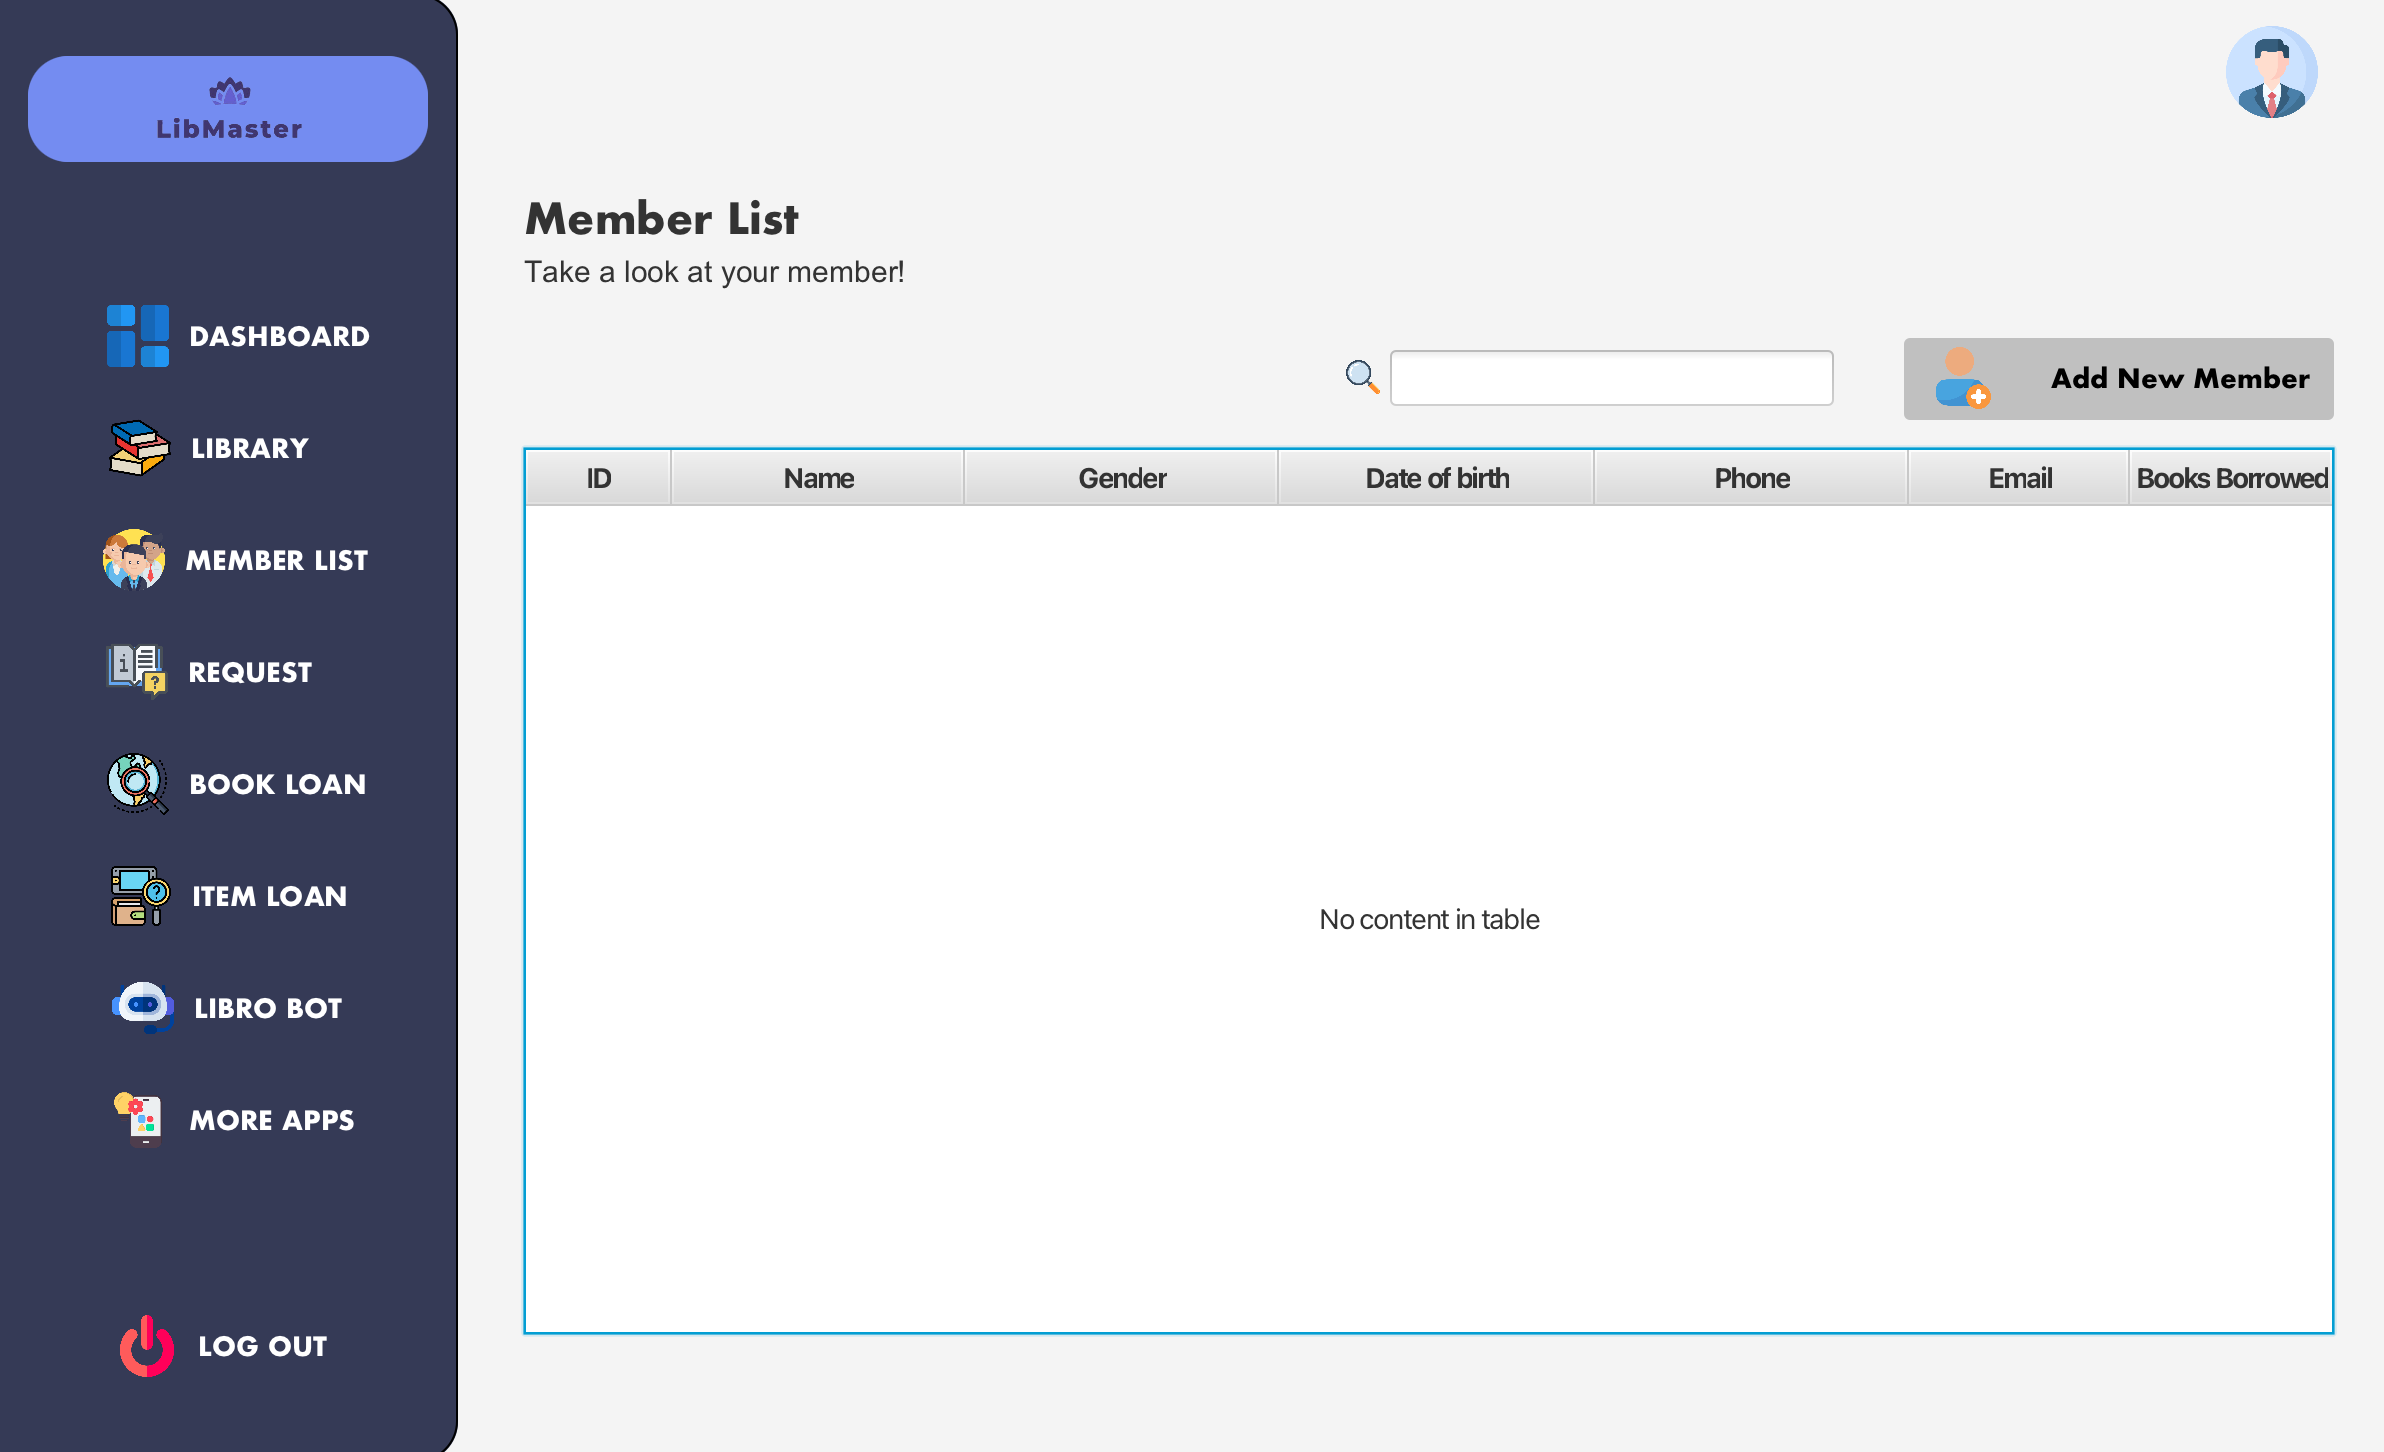 LibMaster
DASHBOARD
LIBRARY
MEMBER LIST
REQUEST
BOOK LOAN
ITEM LOAN
LIBRO BOT
MORE APPS
LOG OUT
Member List
Take a look at your member!
Add New Member
ID Name Gender Date of birth Phone Email Books Borrowed
No content in table